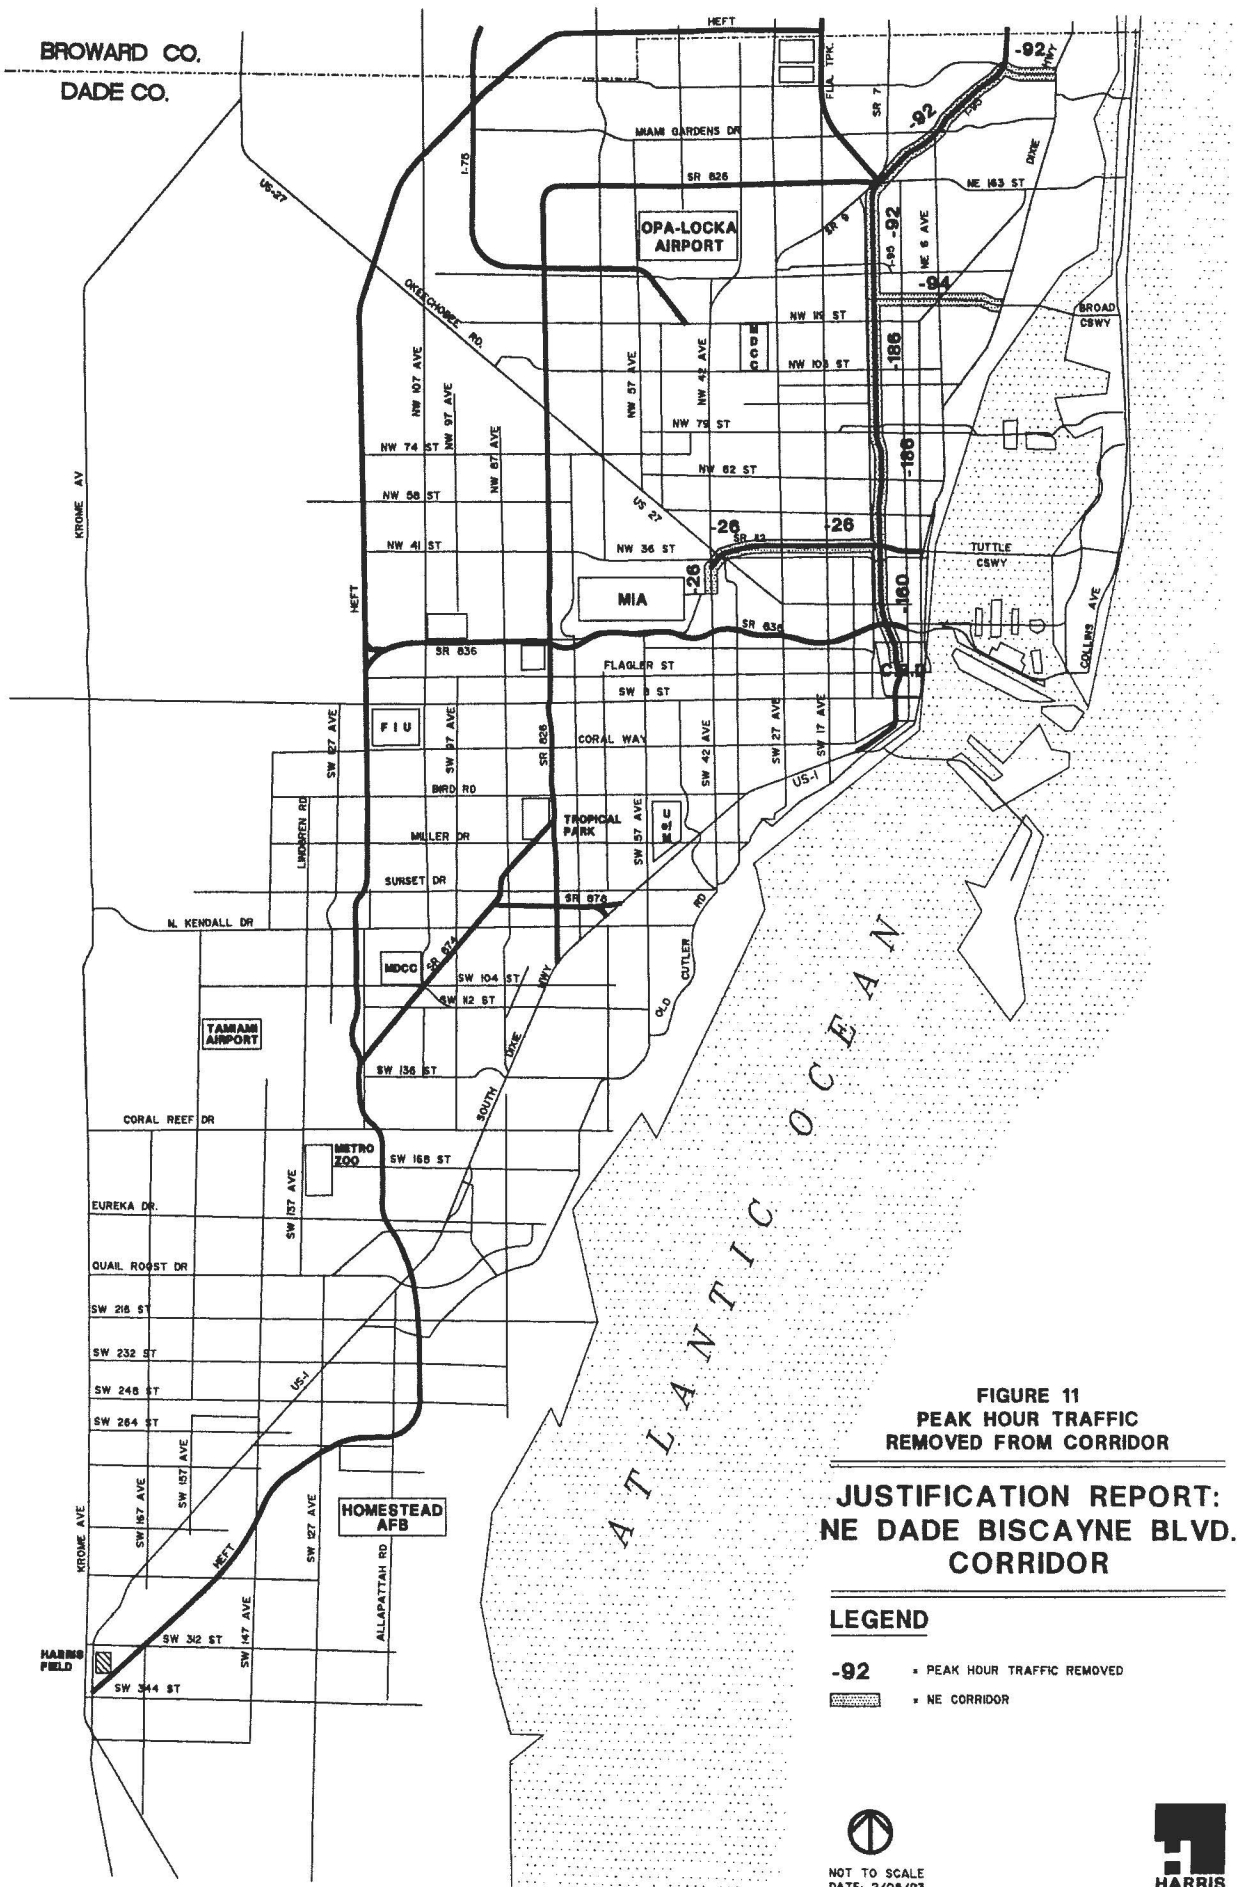 BROWARD CO.
DADE CO.
HEFT
FLA. TPK.
SR 7
-92
HWY
-92
I-95
DIXIE
MIAMI GARDENS DR
I-75
US-27
SR 826
NE 163 ST
OPA-LOCKA
AIRPORT
SR 9
-92
I-95
NE 6 AVE
-94
OKEECHOBEE RD.
NW 119 ST
BROAD
CSWY
MDCC
NW 103 ST
-186
NW 107 AVE
NW 97 AVE
NW 87 AVE
NW 57 AVE
NW 42 AVE
NW 79 ST
NW 74 ST
NW 62 ST
-186
NW 58 ST
KROME AV
US 27
-26
-26
SR 112
NW 41 ST
NW 36 ST
TUTTLE
CSWY
-26
-160
MIA
HEFT
SR 836
SR 836
COLLINS AVE
FLAGLER ST
C.B.D
SW 8 ST
FIU
SW 127 AVE
SW 97 AVE
SR 826
CORAL WAY
SW 42 AVE
SW 27 AVE
SW 17 AVE
US-1
BIRD RD
LINDGREN RD
TROPICAL
PARK
U of M
SW 57 AVE
MILLER DR
SUNSET DR
SR 878
N. KENDALL DR
OLD CUTLER RD
MDCC
SR 874
SW 104 ST
SW 112 ST
TAMIAMI
AIRPORT
SOUTH DIXIE HWY
SW 136 ST
CORAL REEF DR
METRO
ZOO
SW 168 ST
SW 137 AVE
EUREKA DR.
QUAIL ROOST DR
SW 216 ST
SW 232 ST
SW 248 ST
US-1
SW 264 ST
ATLANTIC OCEAN
KROME AVE
SW 167 AVE
SW 157 AVE
HEFT
SW 127 AVE
HOMESTEAD
AFB
ALLAPATTAH RD
SW 147 AVE
SW 312 ST
HARRIS
FIELD
SW 344 ST
FIGURE 11
PEAK HOUR TRAFFIC
REMOVED FROM CORRIDOR
JUSTIFICATION REPORT:
NE DADE BISCAYNE BLVD.
CORRIDOR
LEGEND
-92 = PEAK HOUR TRAFFIC REMOVED
= NE CORRIDOR
NOT TO SCALE
HARRIS